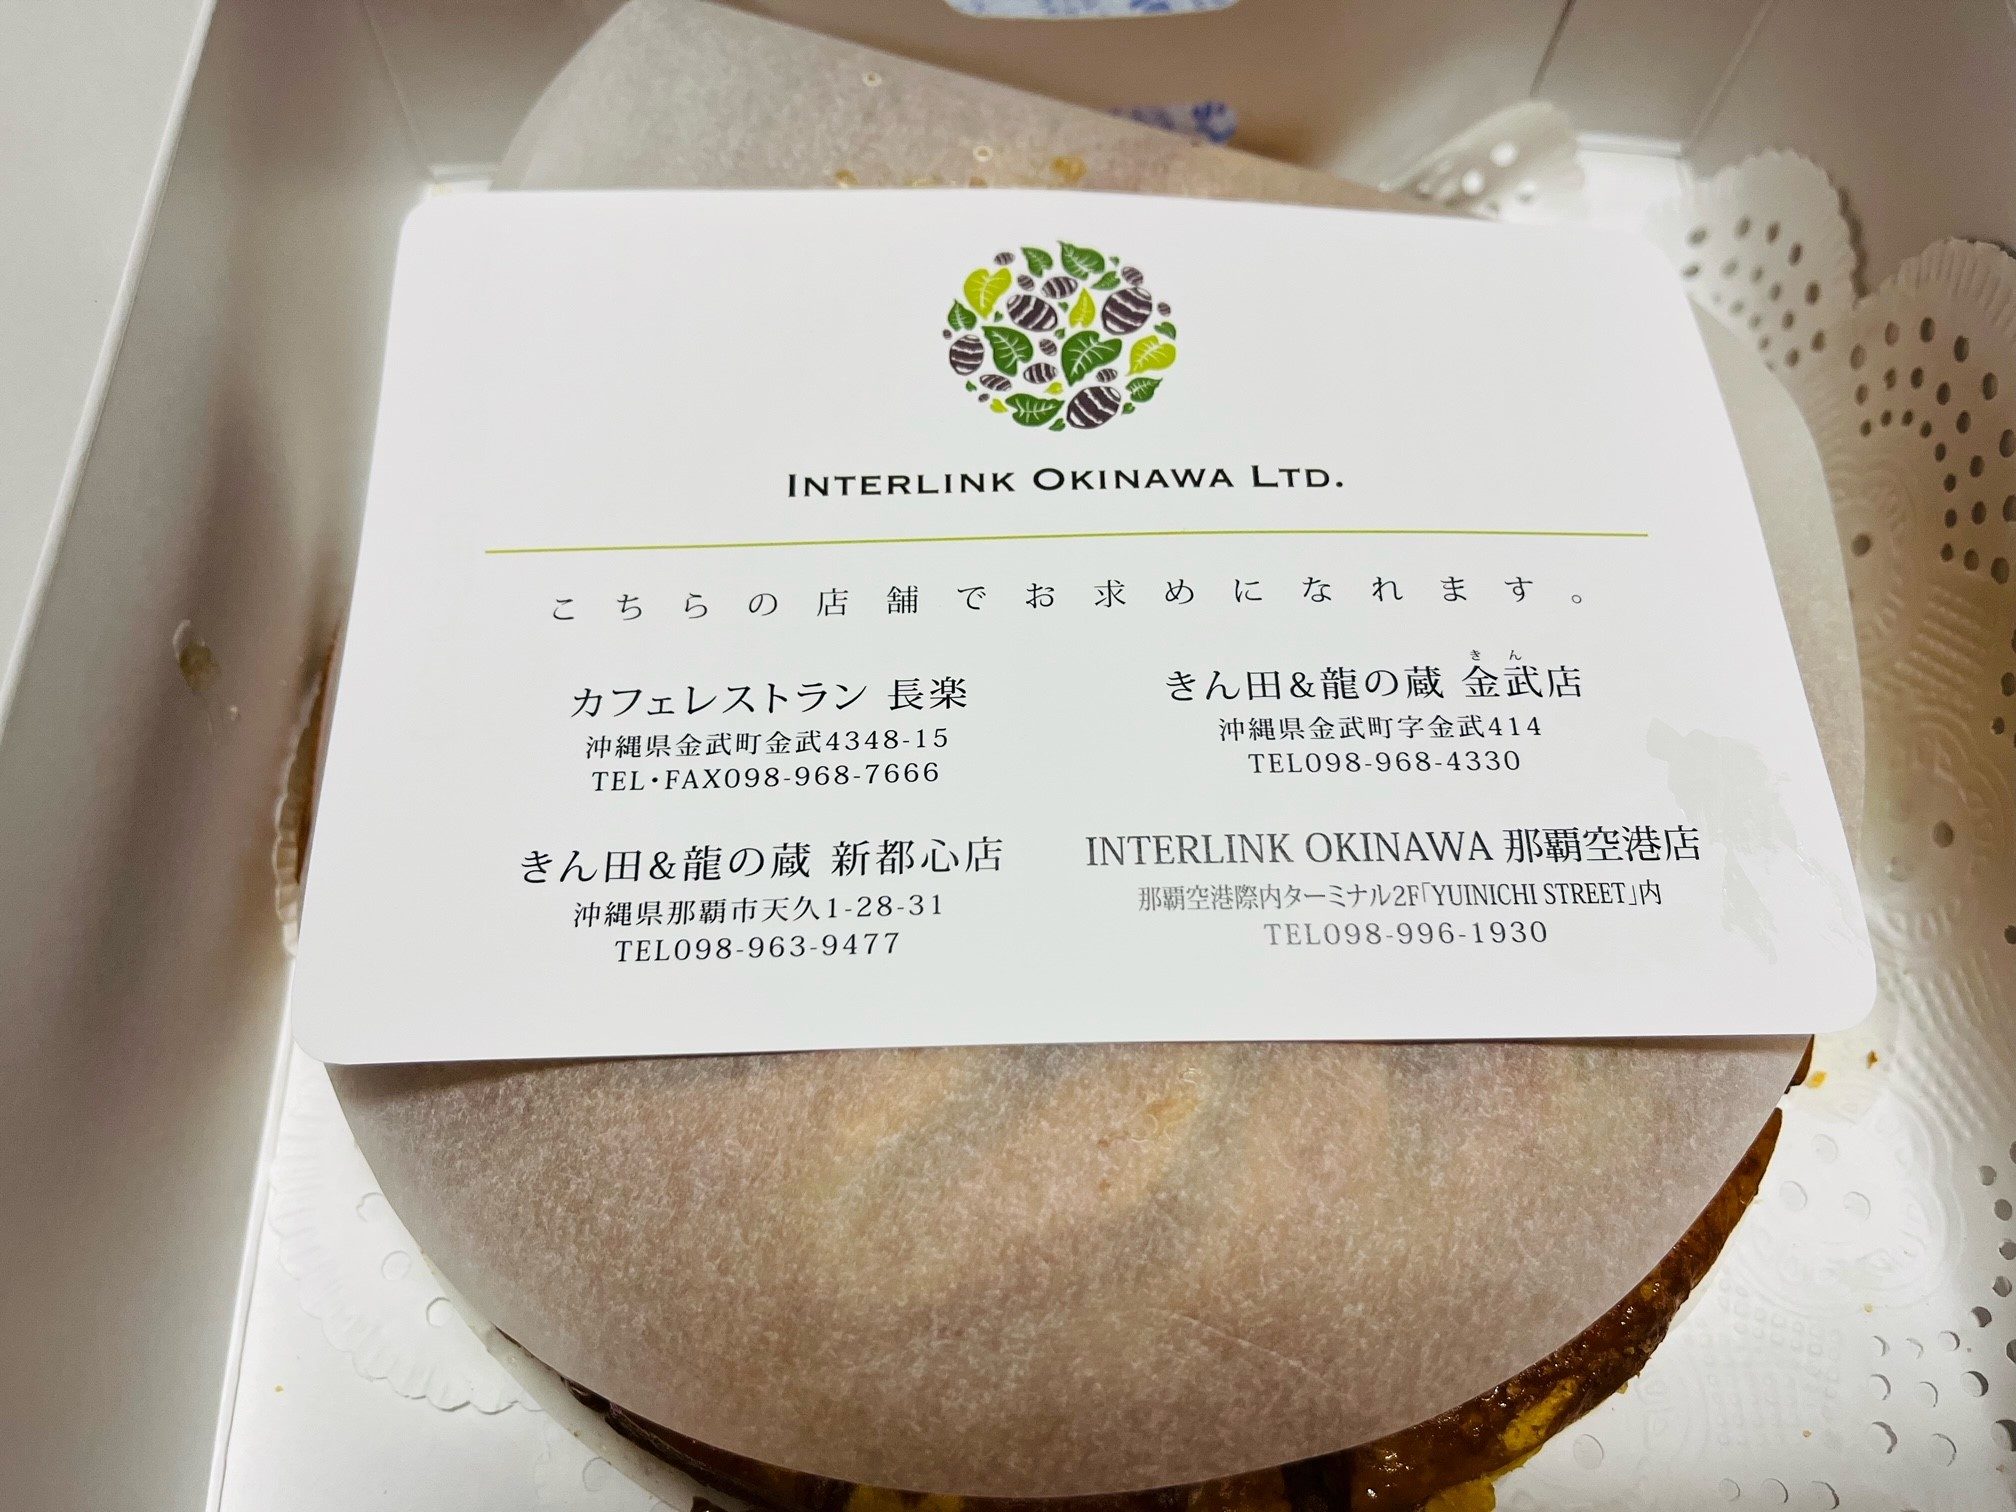 INTERLINK OKINAWA LTD.
こちらの店舗でお求めになれます。
カフェレストラン 長楽
沖縄県金武町金武4348-15
TEL・FAX098-968-7666
きん
きん田&龍の蔵 金武店
沖縄県金武町字金武414
TEL098-968-4330
きん田&龍の蔵 新都心店
沖縄県那覇市天久1-28-31
TEL098-963-9477
INTERLINK OKINAWA 那覇空港店
那覇空港際内ターミナル2F「YUINICHI STREET」内
TEL098-996-1930